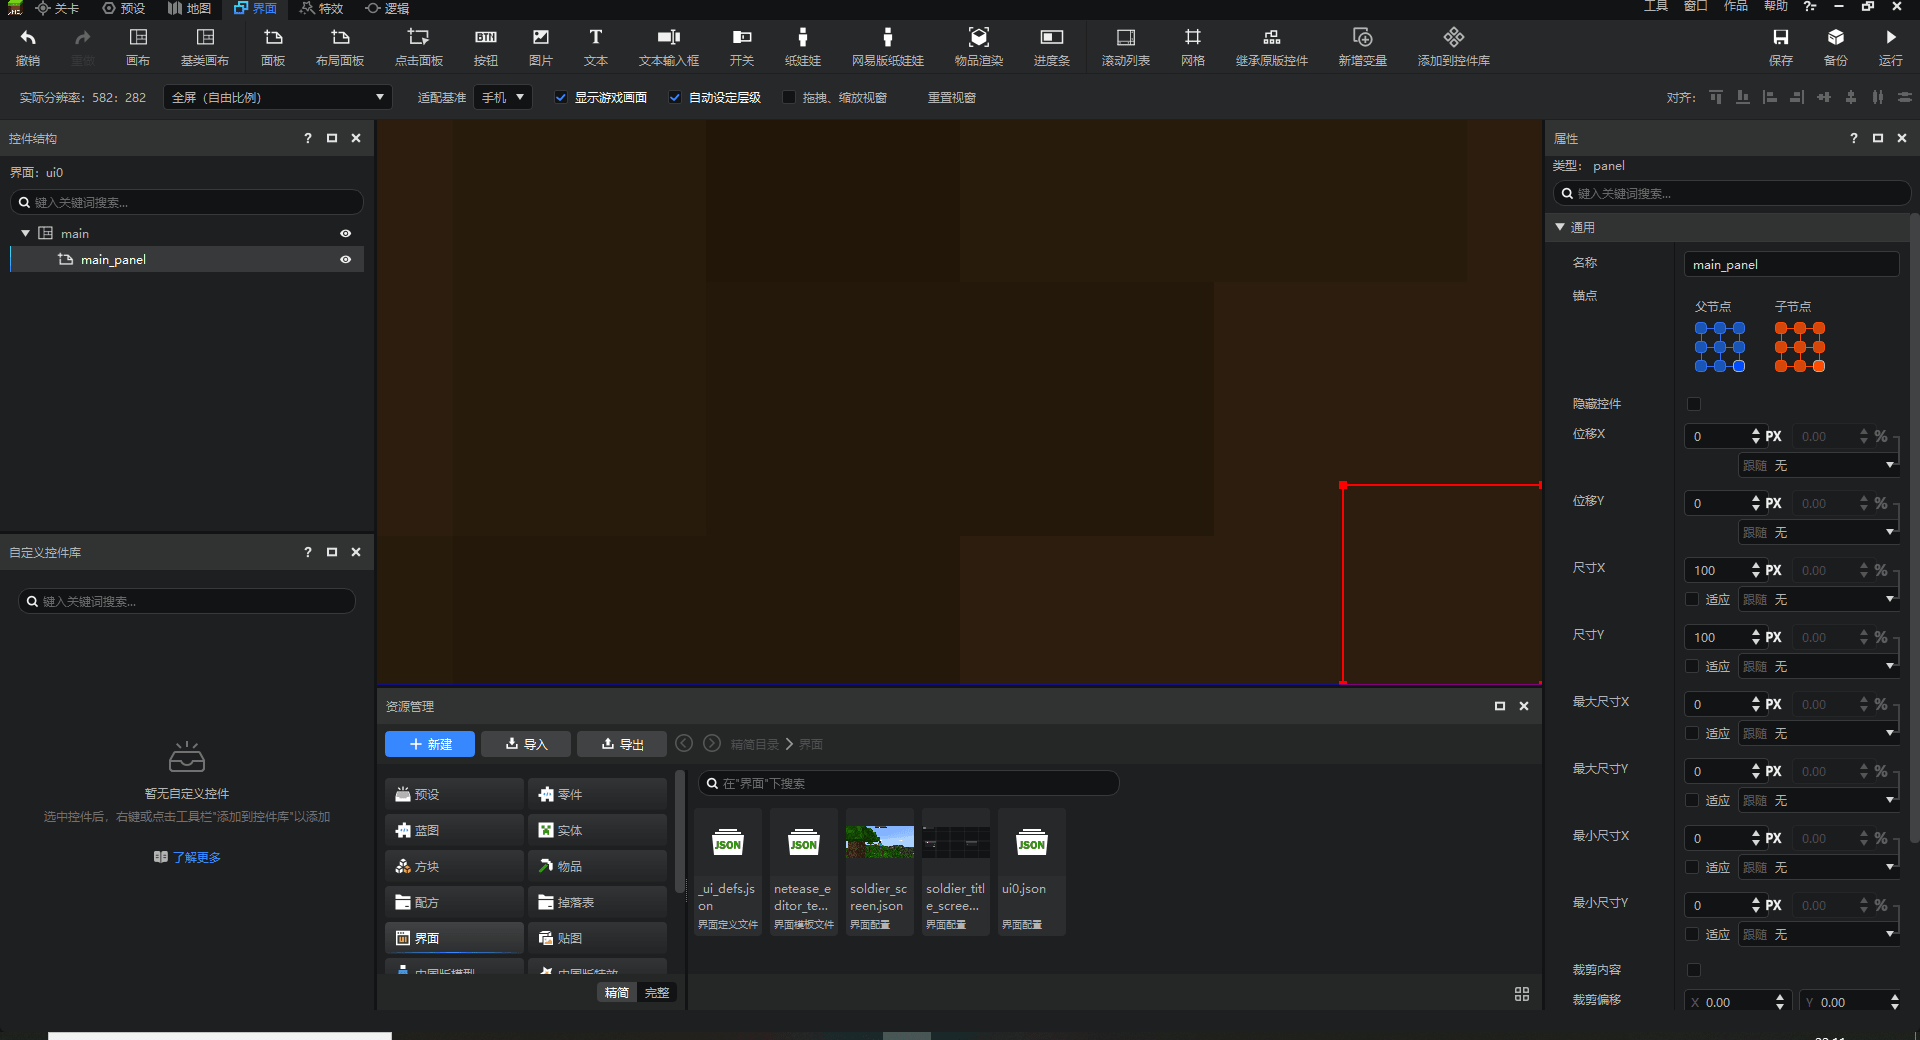 关卡 预设 地图 界面 特效 逻辑 工具 窗口 作品 帮助
撤销 重做 画布 基类画布 面板 布局面板 点击面板 按钮 图片 文本 文本输入框 开关 纸娃娃 网易版纸娃娃 物品渲染 进度条 滚动列表 网格 继承原版控件 新增变量 添加到控件库 保存 备份 运行
BTN
T
实际分辨率：582：282 全屏（自由比例） 适配基准 手机 显示游戏画面 自动设定层级 拖拽、缩放视窗 重置视窗 对齐：
控件结构 ?
界面：ui0
键入关键词搜索...
main
main_panel
自定义控件库 ?
键入关键词搜索...
暂无自定义控件
选中控件后，右键或点击工具栏"添加到控件库"以添加
了解更多
资源管理
新建 导入 导出 精简目录 界面
预设 零件
蓝图 实体
方块 物品
配方 掉落表
界面 贴图
中国版模型 中国版特效
精简 完整
在"界面"下搜索
JSON
_ui_defs.js
on
界面定义文件
JSON
netease_e
ditor_te...
界面模板文件
soldier_sc
reen.json
界面配置
soldier_titl
e_scree...
界面配置
JSON
ui0.json
界面配置
属性 ?
类型： panel
键入关键词搜索...
通用
名称 main_panel
锚点 父节点 子节点
隐藏控件
位移X 0 PX 0.00 %
跟随 无
位移Y 0 PX 0.00 %
跟随 无
尺寸X 100 PX 0.00 %
适应 跟随 无
尺寸Y 100 PX 0.00 %
适应 跟随 无
最大尺寸X 0 PX 0.00 %
适应 跟随 无
最大尺寸Y 0 PX 0.00 %
适应 跟随 无
最小尺寸X 0 PX 0.00 %
适应 跟随 无
最小尺寸Y 0 PX 0.00 %
适应 跟随 无
裁剪内容
裁剪偏移 X 0.00 Y 0.00